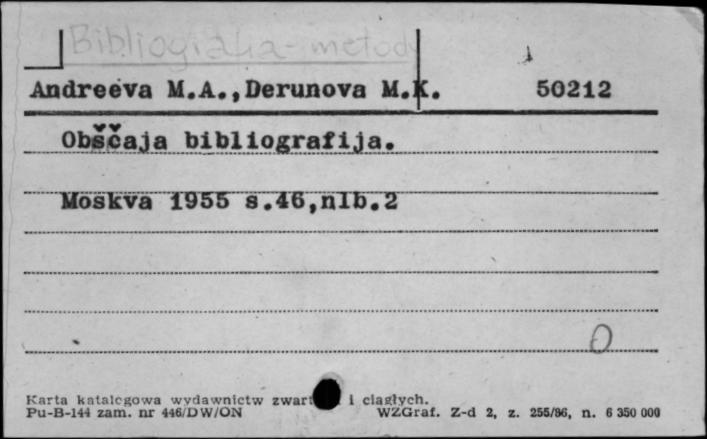 Bibliografia - metody
Andreeva M.A.,Derunova M.K. 50212
Obščaja bibliografija.
Moskva 1955 s.46,nlb.2
0
Karta katalogowa wydawnictw zwart i ciągłych.
Pu-B-144 zam. nr 446/DW/ON WZGraf. Z-d 2, z. 255/86, n. 6 350 000